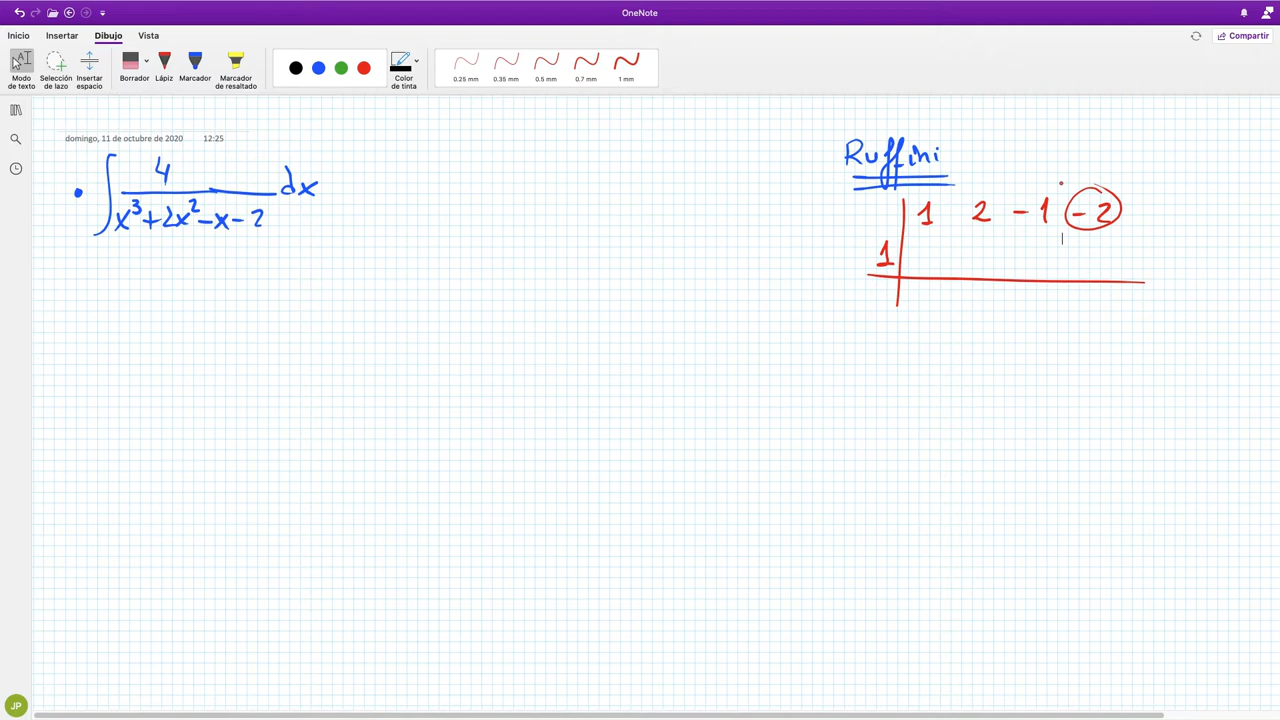 OneNote
Inicio Insertar Dibujo Vista
Compartir
Modo de texto
Selección de lazo
Insertar espacio
Borrador
Lápiz
Marcador
Marcador de resaltado
Color de tinta
0.25 mm 0.35 mm 0.5 mm 0.7 mm 1 mm
domingo, 11 de octubre de 2020 12:25
• ∫ 4/(x³+2x²-x-2) dx
Ruffini
1 2 -1 -2
1
JP